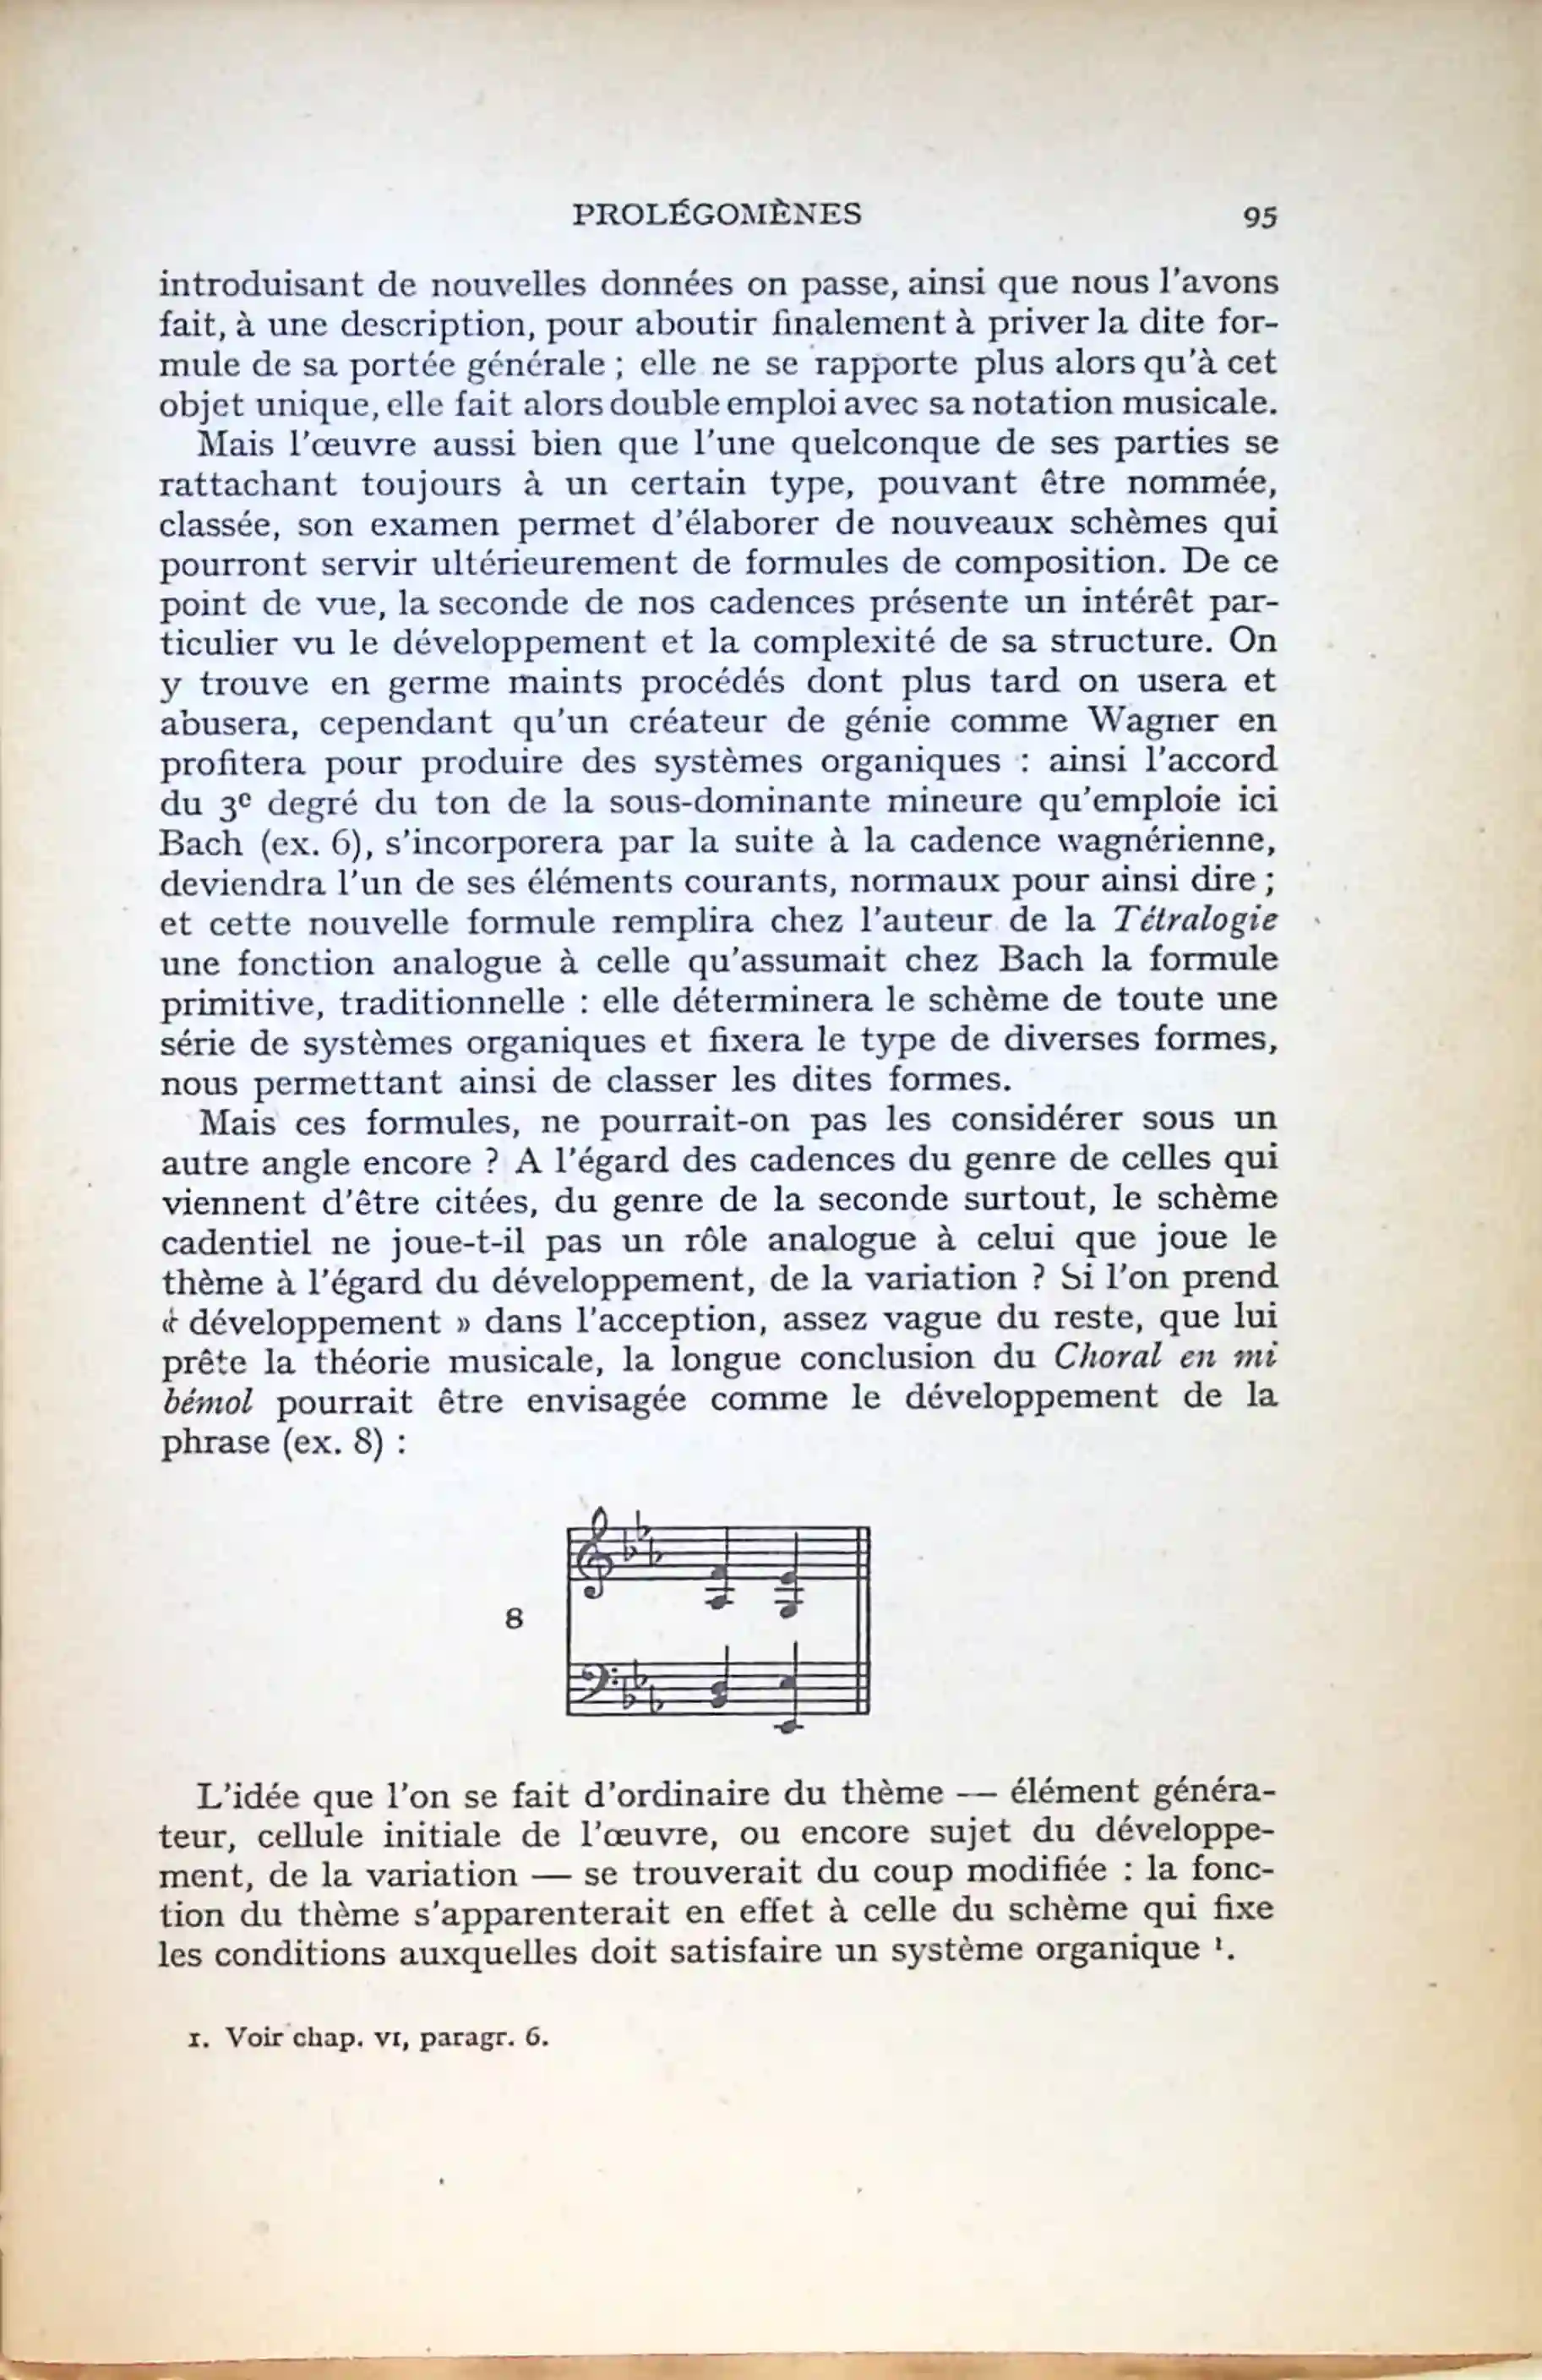 PROLÉGOMÈNES 95
introduisant de nouvelles données on passe, ainsi que nous l'avons
fait, à une description, pour aboutir finalement à priver la dite for-
mule de sa portée générale ; elle ne se rapporte plus alors qu'à cet
objet unique, elle fait alors double emploi avec sa notation musicale.
Mais l'œuvre aussi bien que l'une quelconque de ses parties se
rattachant toujours à un certain type, pouvant être nommée,
classée, son examen permet d'élaborer de nouveaux schèmes qui
pourront servir ultérieurement de formules de composition. De ce
point de vue, la seconde de nos cadences présente un intérêt par-
ticulier vu le développement et la complexité de sa structure. On
y trouve en germe maints procédés dont plus tard on usera et
abusera, cependant qu'un créateur de génie comme Wagner en
profitera pour produire des systèmes organiques : ainsi l'accord
du 3e degré du ton de la sous-dominante mineure qu'emploie ici
Bach (ex. 6), s'incorporera par la suite à la cadence wagnérienne,
deviendra l'un de ses éléments courants, normaux pour ainsi dire ;
et cette nouvelle formule remplira chez l'auteur de la Tétralogie
une fonction analogue à celle qu'assumait chez Bach la formule
primitive, traditionnelle : elle déterminera le schème de toute une
série de systèmes organiques et fixera le type de diverses formes,
nous permettant ainsi de classer les dites formes.
Mais ces formules, ne pourrait-on pas les considérer sous un
autre angle encore ? A l'égard des cadences du genre de celles qui
viennent d'être citées, du genre de la seconde surtout, le schème
cadentiel ne joue-t-il pas un rôle analogue à celui que joue le
thème à l'égard du développement, de la variation ? Si l'on prend
« développement » dans l'acception, assez vague du reste, que lui
prête la théorie musicale, la longue conclusion du Choral en mi
bémol pourrait être envisagée comme le développement de la
phrase (ex. 8) :
8
L'idée que l'on se fait d'ordinaire du thème — élément généra-
teur, cellule initiale de l'œuvre, ou encore sujet du développe-
ment, de la variation — se trouverait du coup modifiée : la fonc-
tion du thème s'apparenterait en effet à celle du schème qui fixe
les conditions auxquelles doit satisfaire un système organique ¹.
1. Voir chap. VI, paragr. 6.